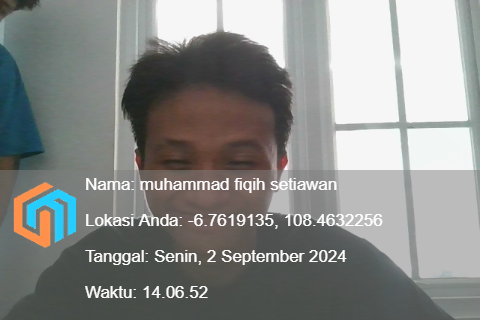 Nama: muhammad fiqih setiawan
Lokasi Anda: -6.7619135, 108.4632256
Tanggal: Senin, 2 September 2024
Waktu: 14.06.52